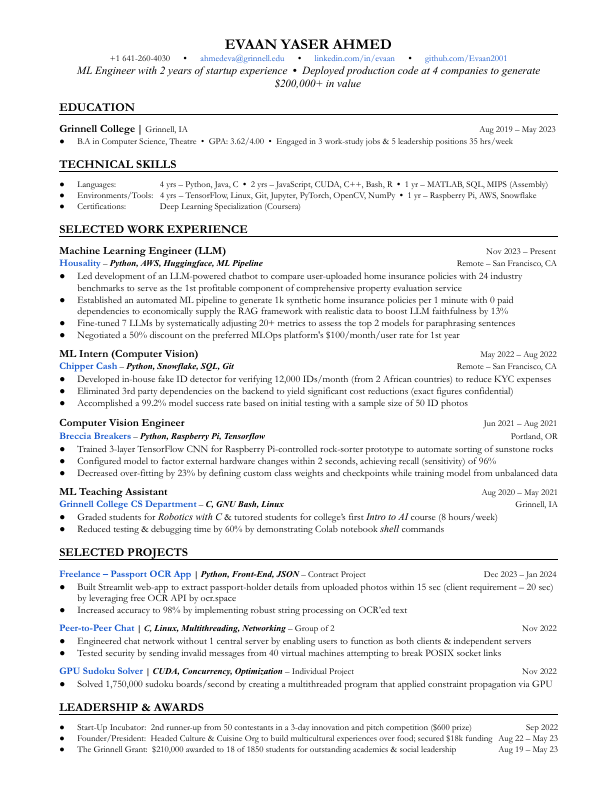 EVAAN YASER AHMED
+1 641-260-4030 • ahmedeva@grinnell.edu • linkedin.com/in/evaan • github.com/Evaan2001
ML Engineer with 2 years of startup experience • Deployed production code at 4 companies to generate
$200,000+ in value
EDUCATION
Grinnell College | Grinnell, IA Aug 2019 – May 2023
● B.A in Computer Science, Theatre • GPA: 3.62/4.00 • Engaged in 3 work-study jobs & 5 leadership positions 35 hrs/week
TECHNICAL SKILLS
● Languages: 4 yrs – Python, Java, C • 2 yrs – JavaScript, CUDA, C++, Bash, R • 1 yr – MATLAB, SQL, MIPS (Assembly)
● Environments/Tools: 4 yrs – TensorFlow, Linux, Git, Jupyter, PyTorch, OpenCV, NumPy • 1 yr – Raspberry Pi, AWS, Snowflake
● Certifications: Deep Learning Specialization (Coursera)
SELECTED WORK EXPERIENCE
Machine Learning Engineer (LLM) Nov 2023 – Present
Housality – Python, AWS, Huggingface, ML Pipeline Remote – San Francisco, CA
● Led development of an LLM-powered chatbot to compare user-uploaded home insurance policies with 24 industry
benchmarks to serve as the 1st profitable component of comprehensive property evaluation service
● Established an automated ML pipeline to generate 1k synthetic home insurance policies per 1 minute with 0 paid
dependencies to economically supply the RAG framework with realistic data to boost LLM faithfulness by 13%
● Fine-tuned 7 LLMs by systematically adjusting 20+ metrics to assess the top 2 models for paraphrasing sentences
● Negotiated a 50% discount on the preferred MLOps platform's $100/month/user rate for 1st year
ML Intern (Computer Vision) May 2022 – Aug 2022
Chipper Cash – Python, Snowflake, SQL, Git Remote – San Francisco, CA
● Developed in-house fake ID detector for verifying 12,000 IDs/month (from 2 African countries) to reduce KYC expenses
● Eliminated 3rd party dependencies on the backend to yield significant cost reductions (exact figures confidential)
● Accomplished a 99.2% model success rate based on initial testing with a sample size of 50 ID photos
Computer Vision Engineer Jun 2021 – Aug 2021
Breccia Breakers – Python, Raspberry Pi, Tensorflow Portland, OR
● Trained 3-layer TensorFlow CNN for Raspberry Pi-controlled rock-sorter prototype to automate sorting of sunstone rocks
● Configured model to factor external hardware changes within 2 seconds, achieving recall (sensitivity) of 96%
● Decreased over-fitting by 23% by defining custom class weights and checkpoints while training model from unbalanced data
ML Teaching Assistant Aug 2020 – May 2021
Grinnell College CS Department – C, GNU Bash, Linux Grinnell, IA
● Graded students for Robotics with C & tutored students for college's first Intro to AI course (8 hours/week)
● Reduced testing & debugging time by 60% by demonstrating Colab notebook shell commands
SELECTED PROJECTS
Freelance – Passport OCR App | Python, Front-End, JSON – Contract Project Dec 2023 – Jan 2024
● Built Streamlit web-app to extract passport-holder details from uploaded photos within 15 sec (client requirement – 20 sec)
by leveraging free OCR API by ocr.space
● Increased accuracy to 98% by implementing robust string processing on OCR'ed text
Peer-to-Peer Chat | C, Linux, Multithreading, Networking – Group of 2 Nov 2022
● Engineered chat network without 1 central server by enabling users to function as both clients & independent servers
● Tested security by sending invalid messages from 40 virtual machines attempting to break POSIX socket links
GPU Sudoku Solver | CUDA, Concurrency, Optimization – Individual Project Nov 2022
● Solved 1,750,000 sudoku boards/second by creating a multithreaded program that applied constraint propagation via GPU
LEADERSHIP & AWARDS
● Start-Up Incubator: 2nd runner-up from 50 contestants in a 3-day innovation and pitch competition ($600 prize) Sep 2022
● Founder/President: Headed Culture & Cuisine Org to build multicultural experiences over food; secured $18k funding Aug 22 – May 23
● The Grinnell Grant: $210,000 awarded to 18 of 1850 students for outstanding academics & social leadership Aug 19 – May 23